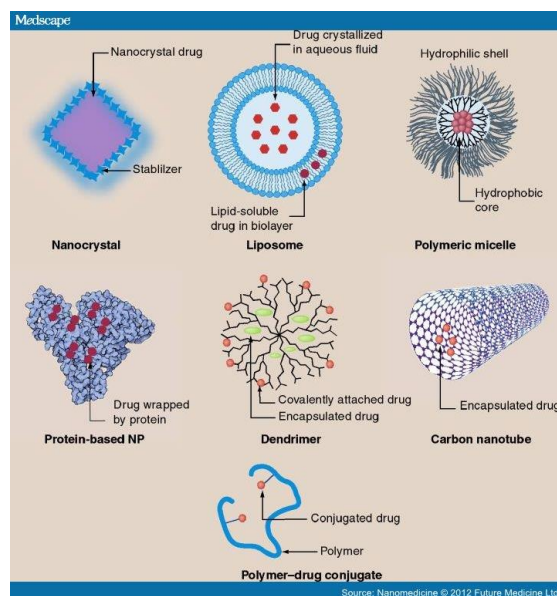 Medscape
Nanocrystal drug
Stablilzer
Nanocrystal
Drug crystallized
in aqueous fluid
Lipid-soluble
drug in biolayer
Liposome
Hydrophilic shell
Hydrophobic
core
Polymeric micelle
Drug wrapped
by protein
Protein-based NP
Covalently attached drug
Encapsulated drug
Dendrimer
Encapsulated drug
Carbon nanotube
Conjugated drug
Polymer
Polymer–drug conjugate
Source: Nanomedicine © 2012 Future Medicine Ltd